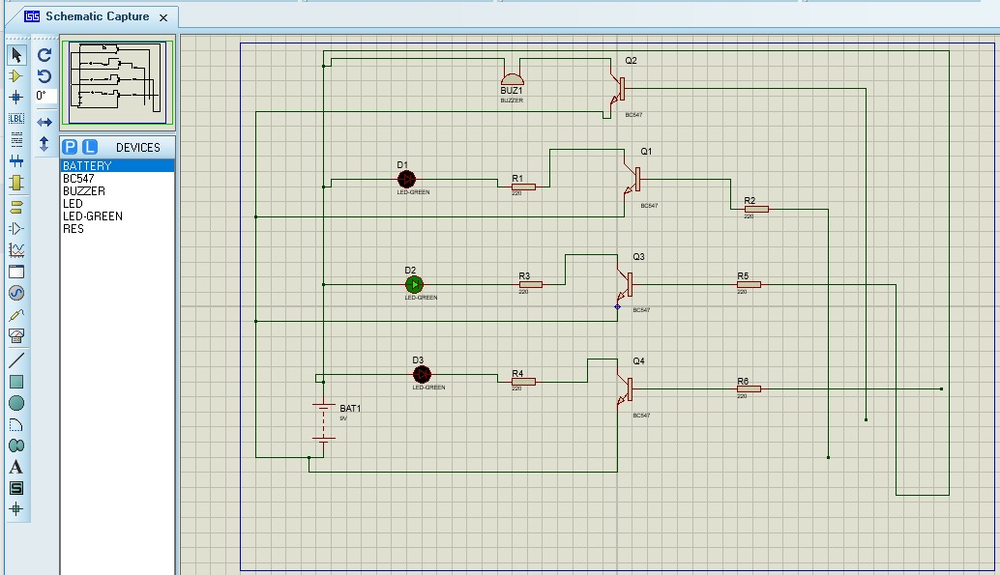 Schematic Capture
0°
LBL
P L DEVICES
BATTERY
BC547
BUZZER
LED
LED-GREEN
RES
A
S
BUZ1
BUZZER
Q2
BC547
D1
LED-GREEN
R1
220
Q1
BC547
R2
220
D2
LED-GREEN
R3
220
Q3
BC547
R5
220
D3
LED-GREEN
R4
220
Q4
BC547
R6
220
BAT1
9V